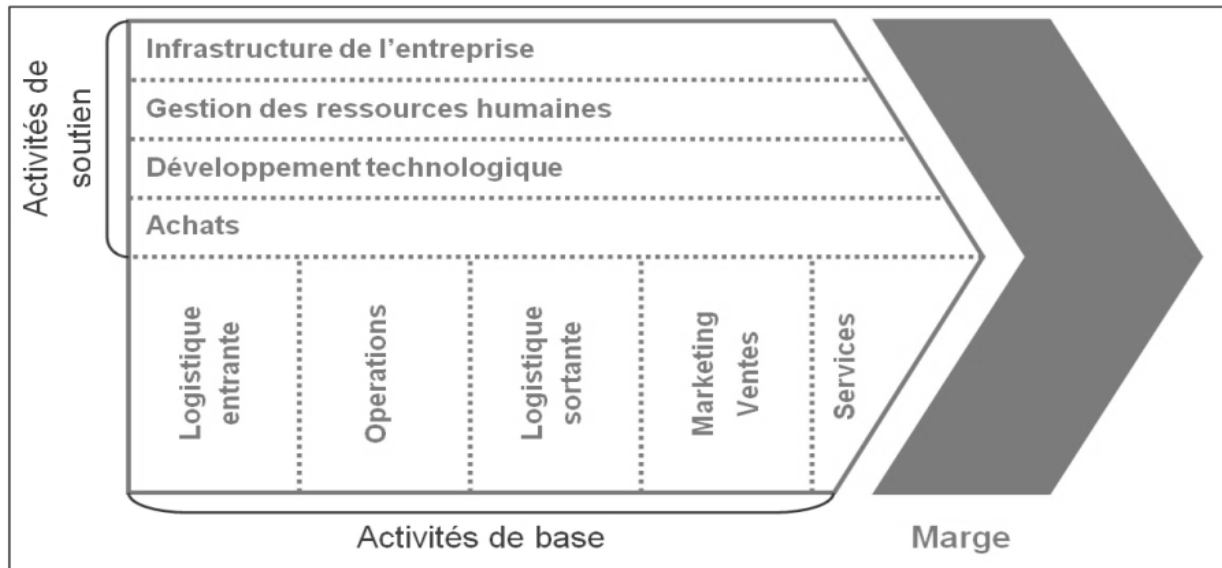 Activités de
soutien
Infrastructure de l’entreprise
Gestion des ressources humaines
Développement technologique
Achats
Logistique
entrante
Operations
Logistique
sortante
Marketing
Ventes
Services
Activités de base
Marge